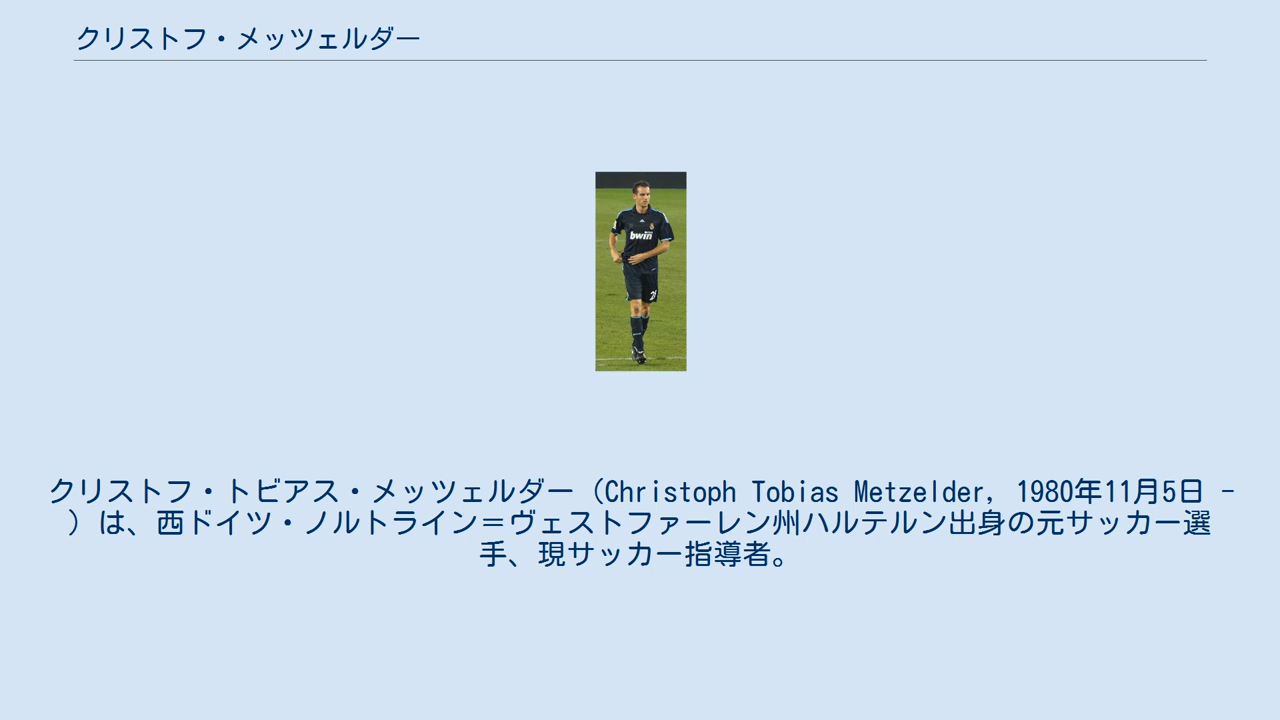 クリストフ・メッツェルダー
bwin
21
クリストフ・トビアス・メッツェルダー（Christoph Tobias Metzelder, 1980年11月5日 -
）は、西ドイツ・ノルトライン＝ヴェストファーレン州ハルテルン出身の元サッカー選
手、現サッカー指導者。